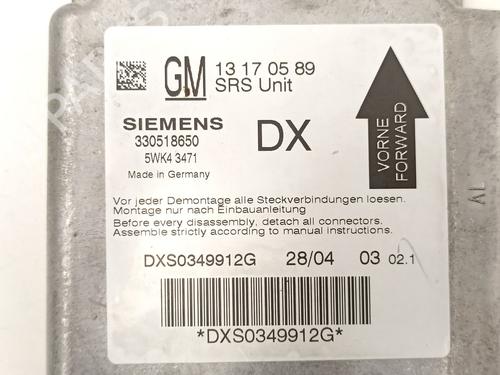 GM 13 17 05 89
SRS Unit
SIEMENS
330518650
5WK4 3471
Made in Germany
DX
VORNE
FORWARD
Vor jeder Demontage alle Steckverbindungen loesen.
Montage nur nach Einbauanleitung
Before every disassembly, detach all connectors.
Assemble strictly according to manual instructions.
DXS0349912G 28/04 03 02.1
*DXS0349912G*